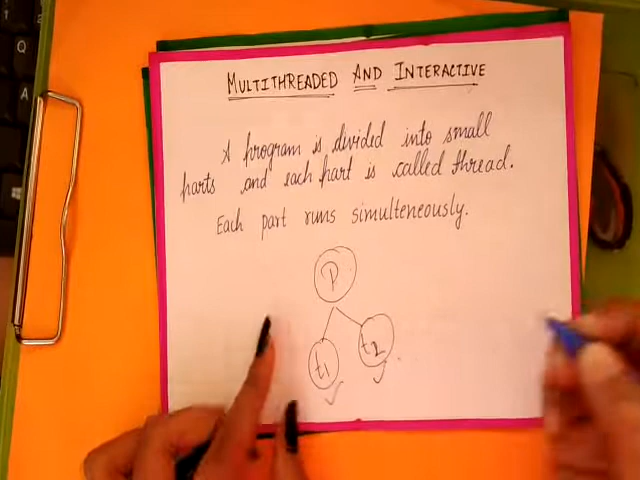 MULTITHREADED AND INTERACTIVE
A program is divided into small
parts and each part is called thread.
Each part runs simulteneously.
P
t1 t2
Q
A